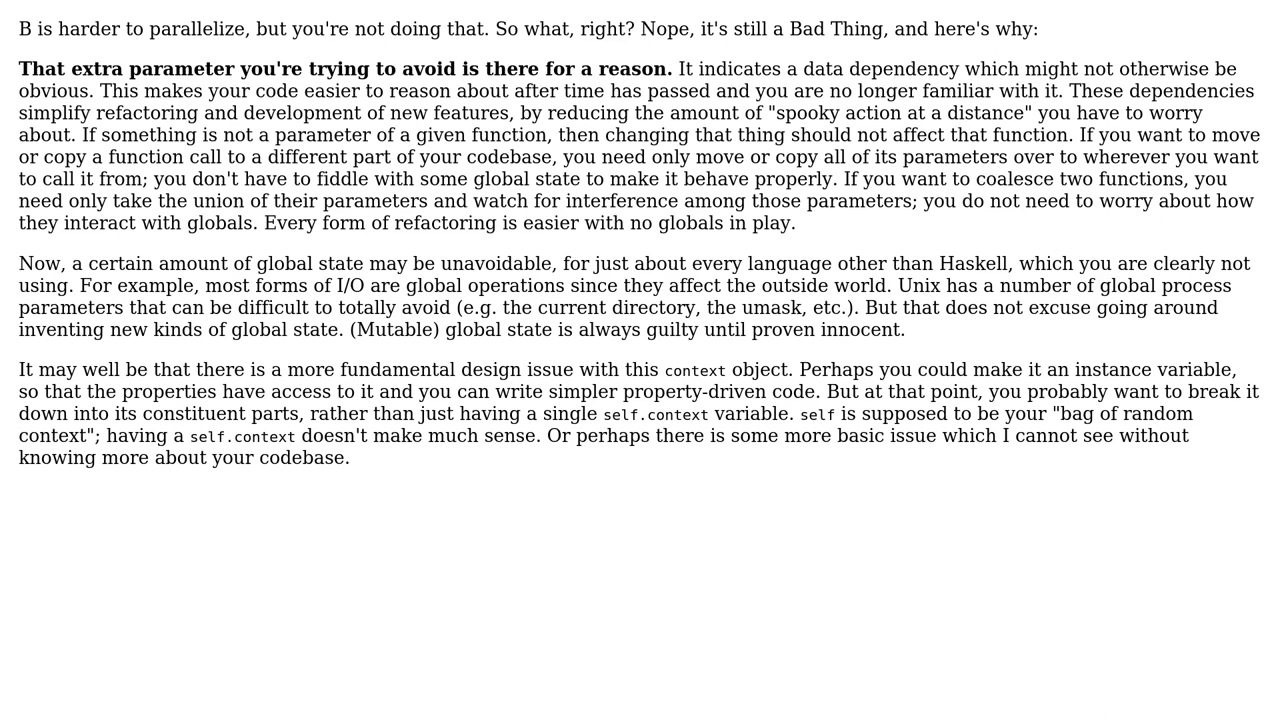 B is harder to parallelize, but you're not doing that. So what, right? Nope, it's still a Bad Thing, and here's why:
That extra parameter you're trying to avoid is there for a reason. It indicates a data dependency which might not otherwise be
obvious. This makes your code easier to reason about after time has passed and you are no longer familiar with it. These dependencies
simplify refactoring and development of new features, by reducing the amount of "spooky action at a distance" you have to worry
about. If something is not a parameter of a given function, then changing that thing should not affect that function. If you want to move
or copy a function call to a different part of your codebase, you need only move or copy all of its parameters over to wherever you want
to call it from; you don't have to fiddle with some global state to make it behave properly. If you want to coalesce two functions, you
need only take the union of their parameters and watch for interference among those parameters; you do not need to worry about how
they interact with globals. Every form of refactoring is easier with no globals in play.
Now, a certain amount of global state may be unavoidable, for just about every language other than Haskell, which you are clearly not
using. For example, most forms of I/O are global operations since they affect the outside world. Unix has a number of global process
parameters that can be difficult to totally avoid (e.g. the current directory, the umask, etc.). But that does not excuse going around
inventing new kinds of global state. (Mutable) global state is always guilty until proven innocent.
It may well be that there is a more fundamental design issue with this context object. Perhaps you could make it an instance variable,
so that the properties have access to it and you can write simpler property-driven code. But at that point, you probably want to break it
down into its constituent parts, rather than just having a single self.context variable. self is supposed to be your "bag of random
context"; having a self.context doesn't make much sense. Or perhaps there is some more basic issue which I cannot see without
knowing more about your codebase.